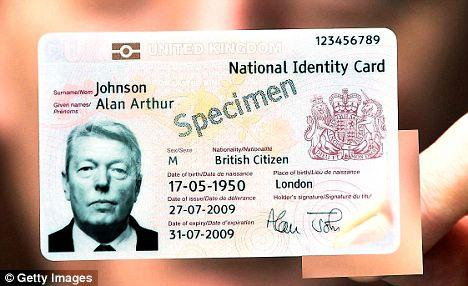 UNITED KINGDOM
123456789
National Identity Card
Surname/Nom
Johnson
Given names/
Prénoms
Alan Arthur
Specimen
Sex/Sexe
Nationality/Nationalité
M
British Citizen
Date of birth/Date de naissance
Place of birth/Lieu de naissance
17-05-1950
London
Date of issue/Date de délivrance
Holder's signature/Signature du titulaire
27-07-2009
Date of expiry/Date d'expiration
31-07-2009
Alan Joh
© Getty Images